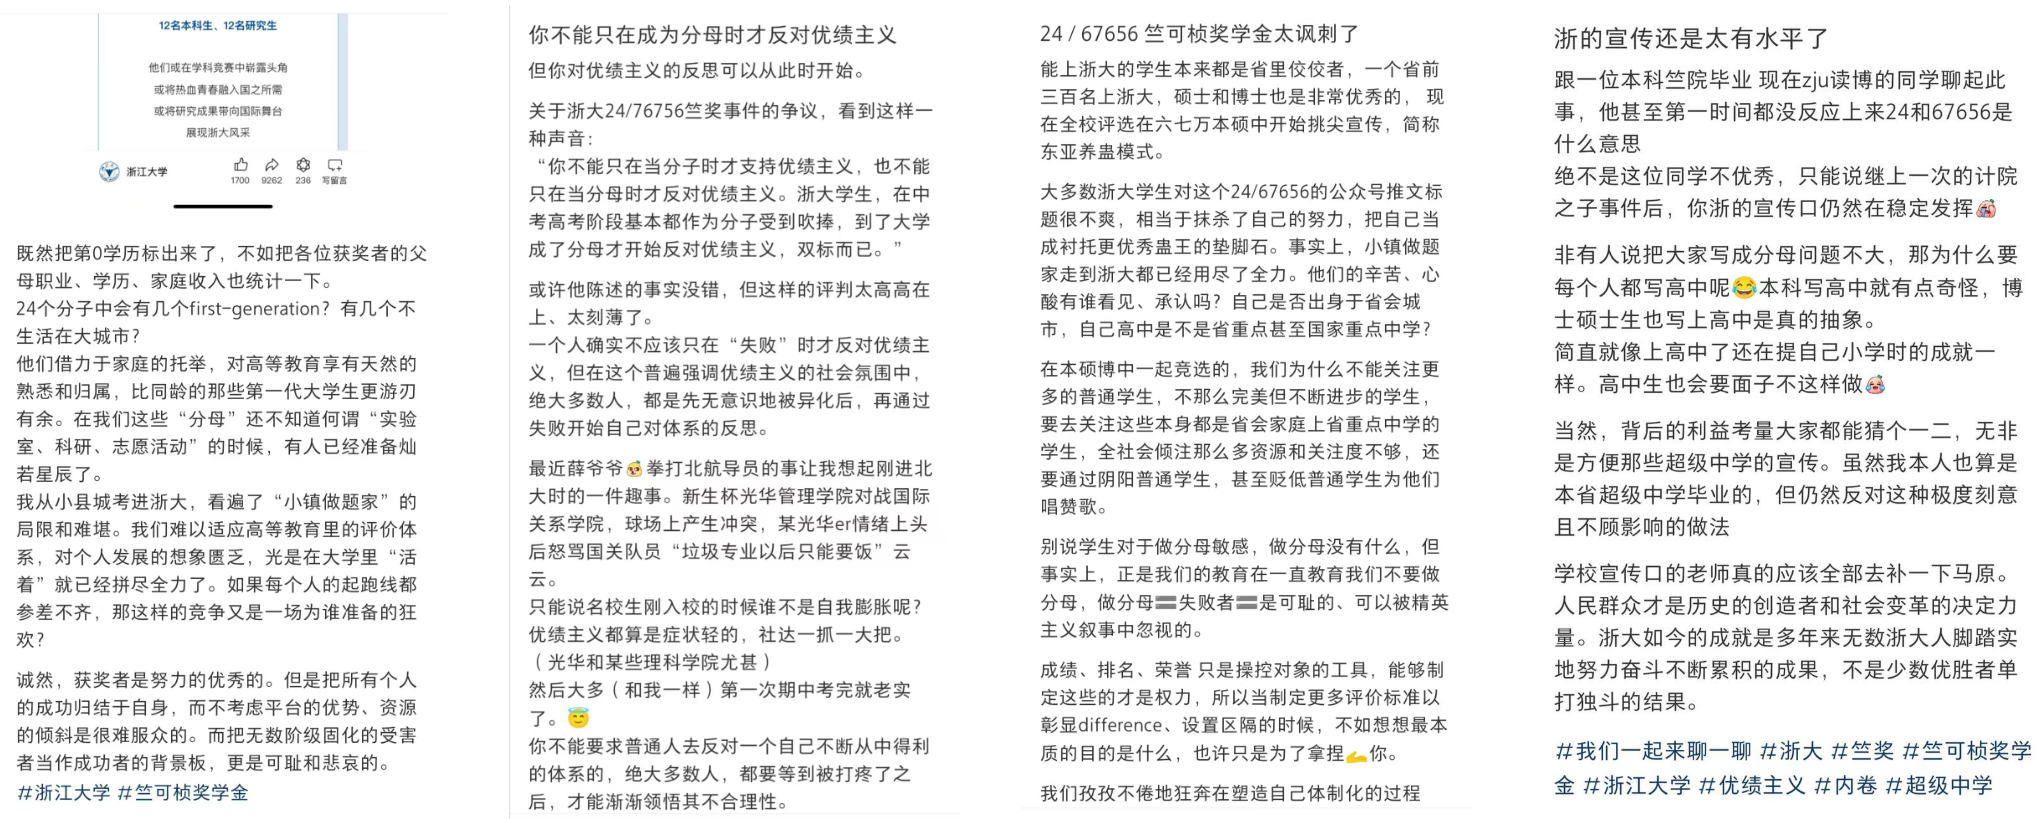 12名本科生、12名研究生
他们或在学科竞赛中崭露头角
或将热血青春融入国之所需
或将研究成果带向国际舞台
展现浙大风采
浙江大学
1700 9262 236 写留言
既然把第0学历标出来了，不如把各位获奖者的父
母职业、学历、家庭收入也统计一下。
24个分子中会有几个first-generation？有几个不
生活在大城市？
他们借力于家庭的托举，对高等教育享有天然的
熟悉和归属，比同龄的那些第一代大学生更游刃
有余。在我们这些“分母”还不知道何谓“实验
室、科研、志愿活动”的时候，有人已经准备灿
若星辰了。
我从小县城考进浙大，看遍了“小镇做题家”的
局限和难堪。我们难以适应高等教育里的评价体
系，对个人发展的想象匮乏，光是在大学里“活
着”就已经拼尽全力了。如果每个人的起跑线都
参差不齐，那这样的竞争又是一场为谁准备的狂
欢？
诚然，获奖者是努力的优秀的。但是把所有个人
的成功归结于自身，而不考虑平台的优势、资源
的倾斜是很难服众的。而把无数阶级固化的受害
者当作成功者的背景板，更是可耻和悲哀的。
#浙江大学 #竺可桢奖学金
你不能只在成为分母时才反对优绩主义
但你对优绩主义的反思可以从此时开始。
关于浙大24/76756竺奖事件的争议，看到这样一
种声音：
“你不能只在当分子时才支持优绩主义，也不能
只在当分母时才反对优绩主义。浙大学生，在中
考高考阶段基本都作为分子受到吹捧，到了大学
成了分母才开始反对优绩主义，双标而已。”
或许他陈述的事实没错，但这样的评判太高高在
上、太刻薄了。
一个人确实不应该只在“失败”时才反对优绩主
义，但在这个普遍强调优绩主义的社会氛围中，
绝大多数人，都是先无意识地被异化后，再通过
失败开始自己对体系的反思。
最近薛爷爷拳打北航导员的事让我想起刚进北
大时的一件趣事。新生杯光华管理学院对战国际
关系学院，球场上产生冲突，某光华er情绪上头
后怒骂国关队员“垃圾专业以后只能要饭”云
云。
只能说名校生刚入校的时候谁不是自我膨胀呢？
优绩主义都算是症状轻的，社达一抓一大把。
（光华和某些理科学院尤甚）
然后大多（和我一样）第一次期中考完就老实
了。😇
你不能要求普通人去反对一个自己不断从中得利
的体系的，绝大多数人，都要等到被打疼了之
后，才能渐渐领悟其不合理性。
24 / 67656 竺可桢奖学金太讽刺了
能上浙大的学生本来都是省里佼佼者，一个省前
三百名上浙大，硕士和博士也是非常优秀的，现
在全校评选在六七万本硕中开始挑尖宣传，简称
东亚养蛊模式。
大多数浙大学生对这个24/67656的公众号推文标
题很不爽，相当于抹杀了自己的努力，把自己当
成衬托更优秀蛊王的垫脚石。事实上，小镇做题
家走到浙大都已经用尽了全力。他们的辛苦、心
酸有谁看见、承认吗？自己是否出身于省会城
市，自己高中是不是省重点甚至国家重点中学？
在本硕博中一起竞选的，我们为什么不能关注更
多的普通学生，不那么完美但不断进步的学生，
要去关注这些本身都是省会家庭上省重点中学的
学生，全社会倾注那么多资源和关注度不够，还
要通过阴阳普通学生，甚至贬低普通学生为他们
唱赞歌。
别说学生对于做分母敏感，做分母没有什么，但
事实上，正是我们的教育在一直教育我们不要做
分母，做分母🟰失败者🟰是可耻的、可以被精英
主义叙事中忽视的。
成绩、排名、荣誉 只是操控对象的工具，能够制
定这些的才是权力，所以当制定更多评价标准以
彰显difference、设置区隔的时候，不如想想最本
质的目的是什么，也许只是为了拿捏🫴你。
我们孜孜不倦地狂奔在塑造自己体制化的过程
浙的宣传还是太有水平了
跟一位本科竺院毕业 现在zju读博的同学聊起此
事，他甚至第一时间都没反应上来24和67656是
什么意思
绝不是这位同学不优秀，只能说继上一次的计院
之子事件后，你浙的宣传口仍然在稳定发挥
非有人说把大家写成分母问题不大，那为什么要
每个人都写高中呢😂本科写高中就有点奇怪，博
士硕士生也写上高中是真的抽象。
简直就像上高中了还在提自己小学时的成就一
样。高中生也会要面子不这样做
当然，背后的利益考量大家都能猜个一二，无非
是方便那些超级中学的宣传。虽然我本人也算是
本省超级中学毕业的，但仍然反对这种极度刻意
且不顾影响的做法
学校宣传口的老师真的应该全部去补一下马原。
人民群众才是历史的创造者和社会变革的决定力
量。浙大如今的成就是多年来无数浙大人脚踏实
地努力奋斗不断累积的成果，不是少数优胜者单
打独斗的结果。
#我们一起来聊一聊 #浙大 #竺奖 #竺可桢奖学
金 #浙江大学 #优绩主义 #内卷 #超级中学